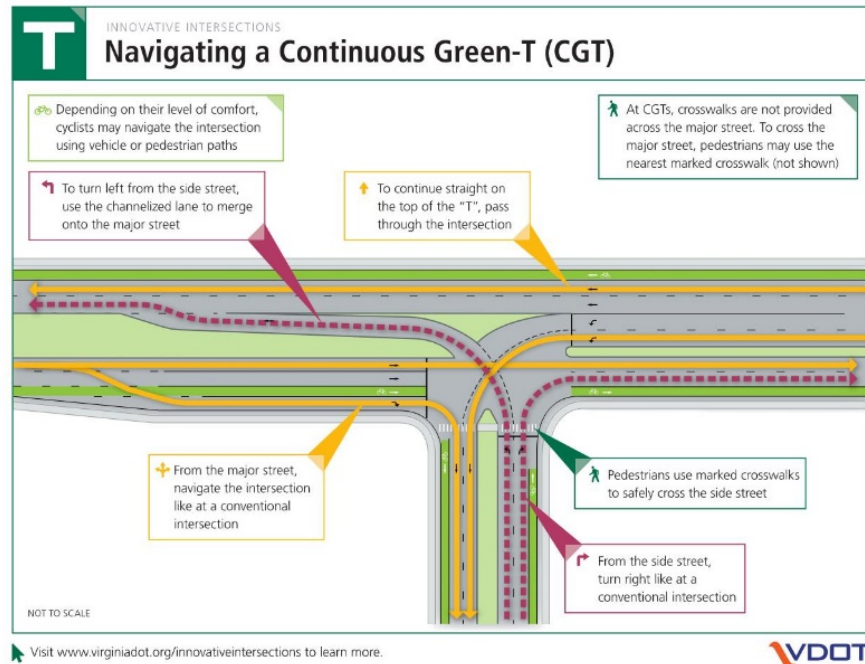 T
INNOVATIVE INTERSECTIONS
Navigating a Continuous Green-T (CGT)
Depending on their level of comfort,
cyclists may navigate the intersection
using vehicle or pedestrian paths
At CGTs, crosswalks are not provided
across the major street. To cross the
major street, pedestrians may use the
nearest marked crosswalk (not shown)
To turn left from the side street,
use the channelized lane to merge
onto the major street
To continue straight on
the top of the “T”, pass
through the intersection
From the major street,
navigate the intersection
like at a conventional
intersection
Pedestrians use marked crosswalks
to safely cross the side street
From the side street,
turn right like at a
conventional intersection
NOT TO SCALE
Visit www.virginiadot.org/innovativeintersections to learn more.
VDOT